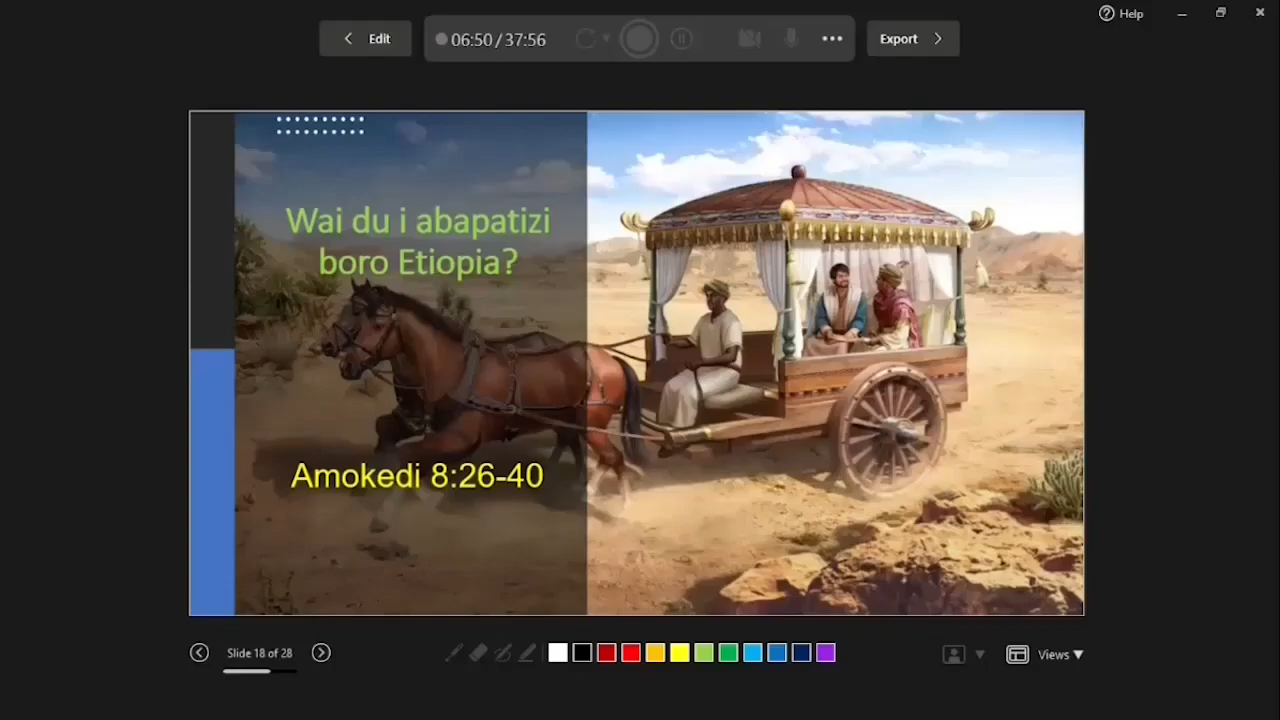 Help
Edit
06:50/37:56
Export
Wai du i abapatizi
boro Etiopia?
Amokedi 8:26-40
Slide 18 of 28
Views